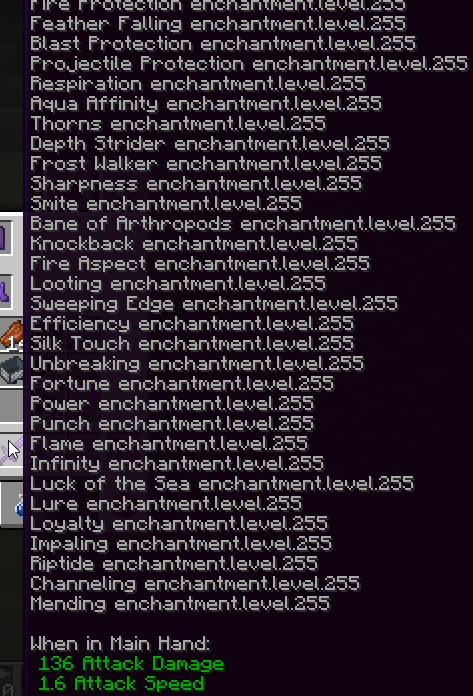 Fire Protection enchantment.level.255
Feather Falling enchantment.level.255
Blast Protection enchantment.level.255
Projectile Protection enchantment.level.255
Respiration enchantment.level.255
Aqua Affinity enchantment.level.255
Thorns enchantment.level.255
Depth Strider enchantment.level.255
Frost Walker enchantment.level.255
Sharpness enchantment.level.255
Smite enchantment.level.255
Bane of Arthropods enchantment.level.255
Knockback enchantment.level.255
Fire Aspect enchantment.level.255
Looting enchantment.level.255
Sweeping Edge enchantment.level.255
Efficiency enchantment.level.255
Silk Touch enchantment.level.255
Unbreaking enchantment.level.255
Fortune enchantment.level.255
Power enchantment.level.255
Punch enchantment.level.255
Flame enchantment.level.255
Infinity enchantment.level.255
Luck of the Sea enchantment.level.255
Lure enchantment.level.255
Loyalty enchantment.level.255
Impaling enchantment.level.255
Riptide enchantment.level.255
Channeling enchantment.level.255
Mending enchantment.level.255
When in Main Hand:
136 Attack Damage
1.6 Attack Speed